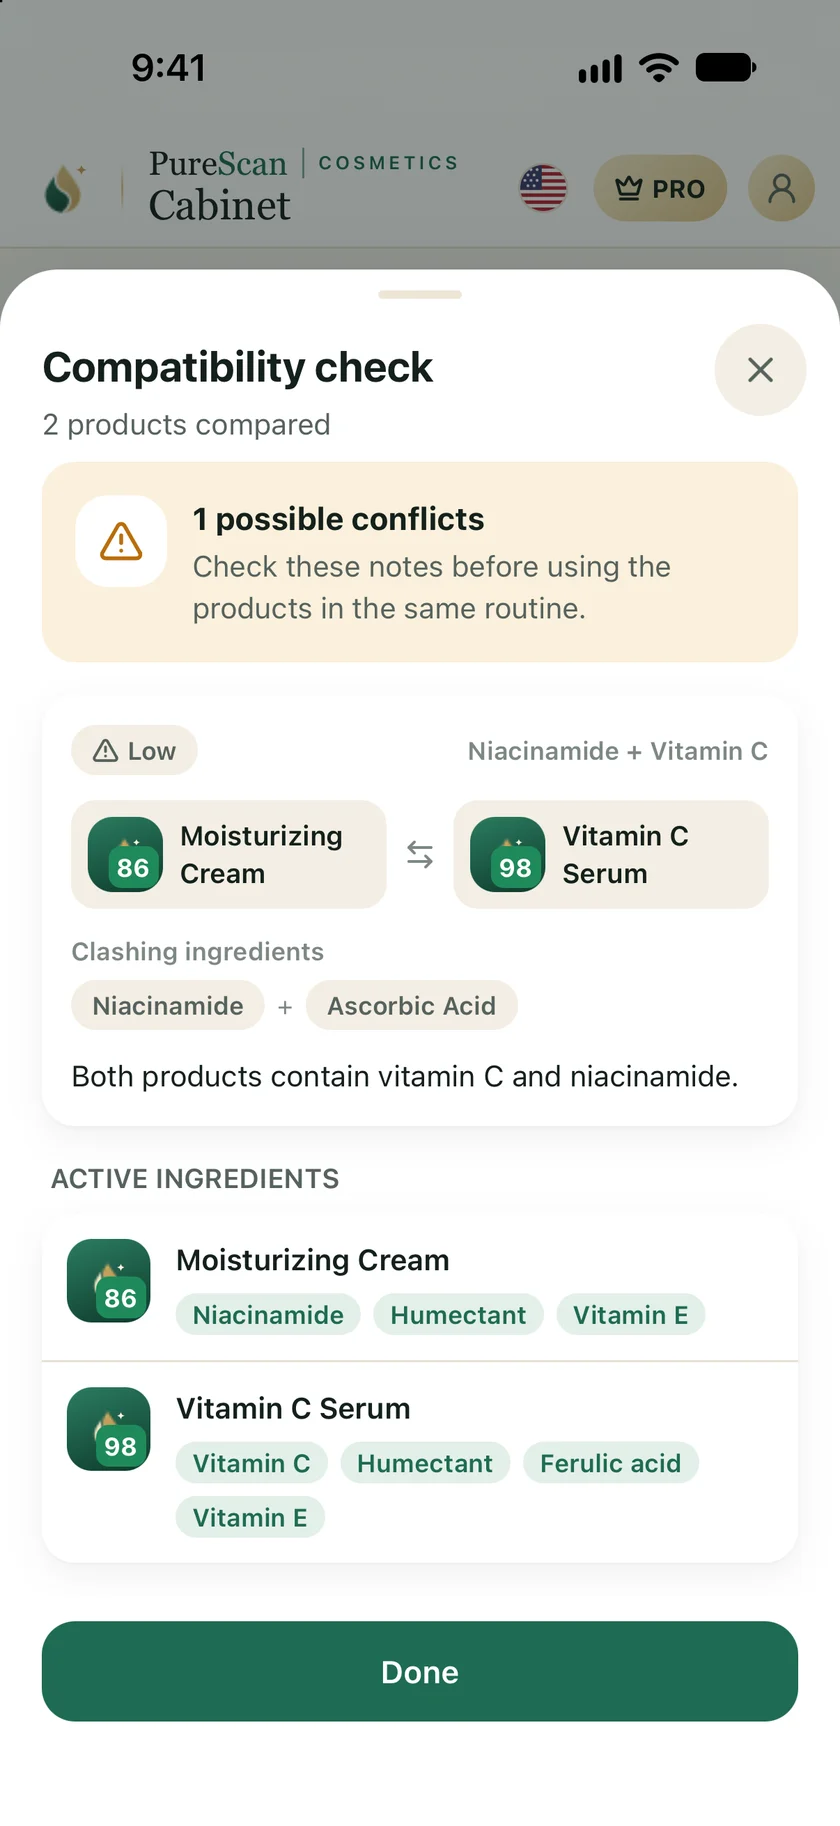 9:41
PureScan | COSMETICS
Cabinet
PRO
Compatibility check
2 products compared
1 possible conflicts
Check these notes before using the
products in the same routine.
Low
Niacinamide + Vitamin C
86
Moisturizing
Cream
98
Vitamin C
Serum
Clashing ingredients
Niacinamide + Ascorbic Acid
Both products contain vitamin C and niacinamide.
ACTIVE INGREDIENTS
86
Moisturizing Cream
Niacinamide
Humectant
Vitamin E
98
Vitamin C Serum
Vitamin C
Humectant
Ferulic acid
Vitamin E
Done